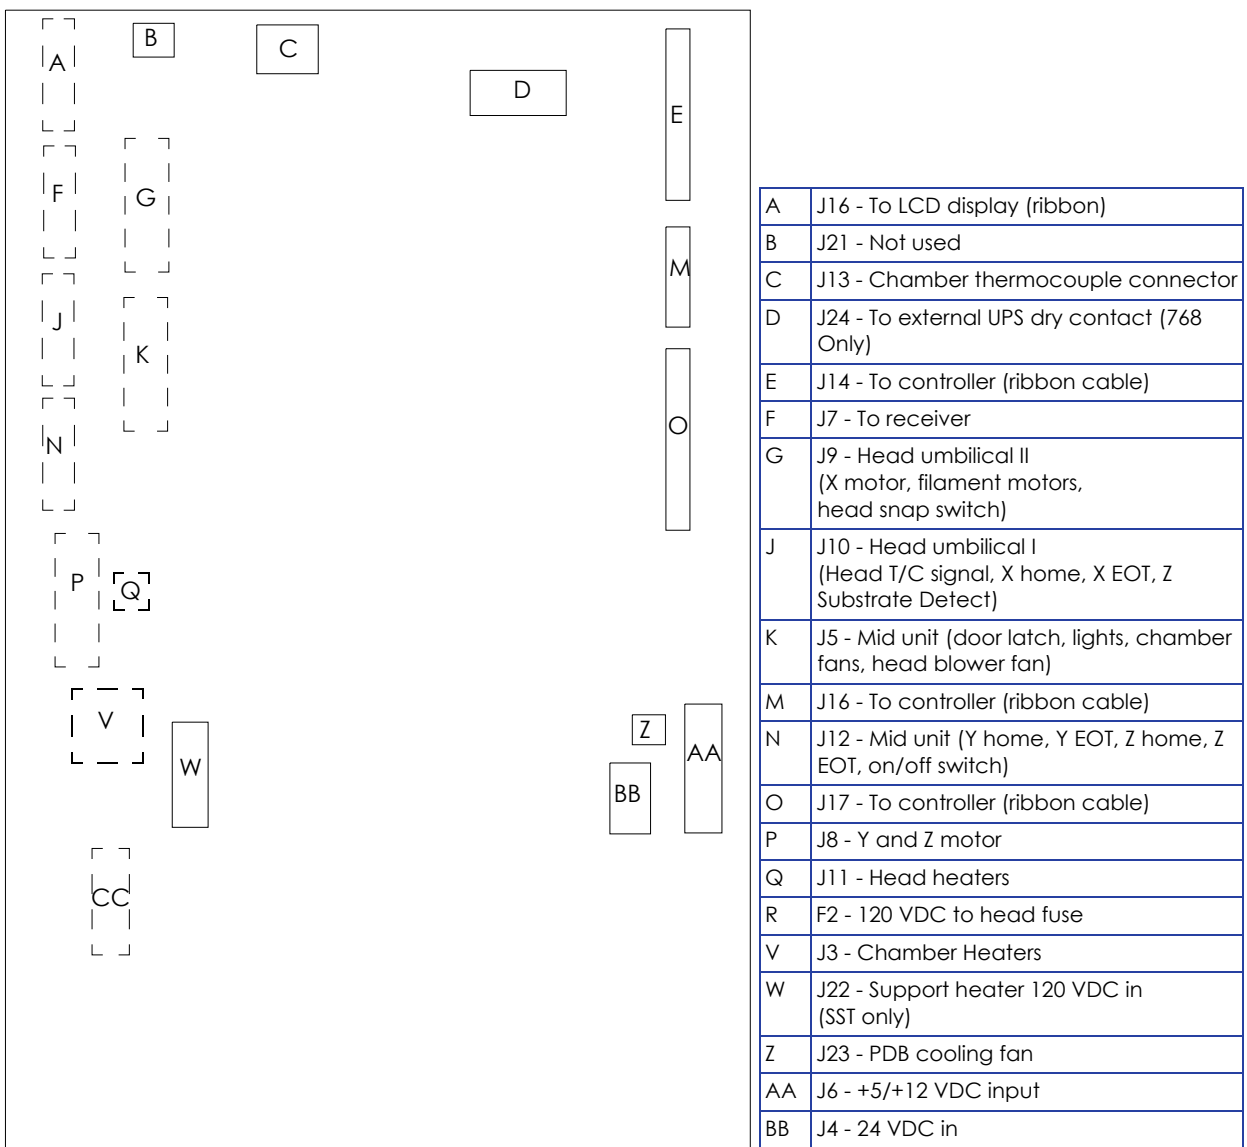 A
B
C
D
E
F
G
M
J
K
O
N
P
Q
V
W
Z
AA
BB
CC
A J16 - To LCD display (ribbon)
B J21 - Not used
C J13 - Chamber thermocouple connector
D J24 - To external UPS dry contact (768
Only)
E J14 - To controller (ribbon cable)
F J7 - To receiver
G J9 - Head umbilical II
(X motor, filament motors,
head snap switch)
J J10 - Head umbilical I
(Head T/C signal, X home, X EOT, Z
Substrate Detect)
K J5 - Mid unit (door latch, lights, chamber
fans, head blower fan)
M J16 - To controller (ribbon cable)
N J12 - Mid unit (Y home, Y EOT, Z home, Z
EOT, on/off switch)
O J17 - To controller (ribbon cable)
P J8 - Y and Z motor
Q J11 - Head heaters
R F2 - 120 VDC to head fuse
V J3 - Chamber Heaters
W J22 - Support heater 120 VDC in
(SST only)
Z J23 - PDB cooling fan
AA J6 - +5/+12 VDC input
BB J4 - 24 VDC in